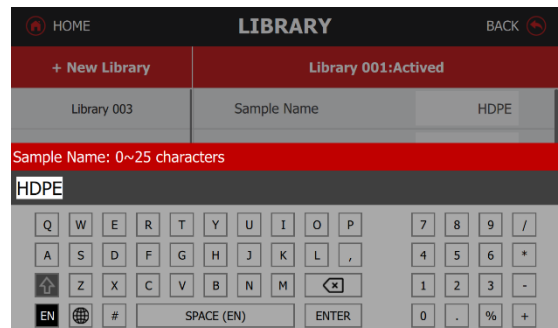 HOME LIBRARY BACK
+ New Library Library 001:Actived
Library 003 Sample Name HDPE
Sample Name: 0~25 characters
HDPE
Q W E R T Y U I O P 7 8 9 /
A S D F G H J K L , 4 5 6 *
Z X C V B N M 1 2 3 -
EN # SPACE (EN) ENTER 0 . % +